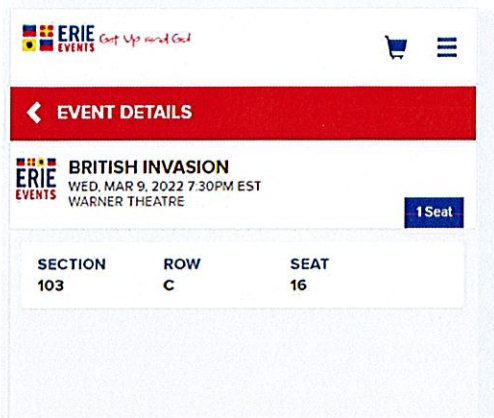 ERIE EVENTS Get Up and Go!
EVENT DETAILS
ERIE EVENTS
BRITISH INVASION
WED, MAR 9, 2022 7:30PM EST
WARNER THEATRE
1 Seat
SECTION ROW SEAT
103 C 16